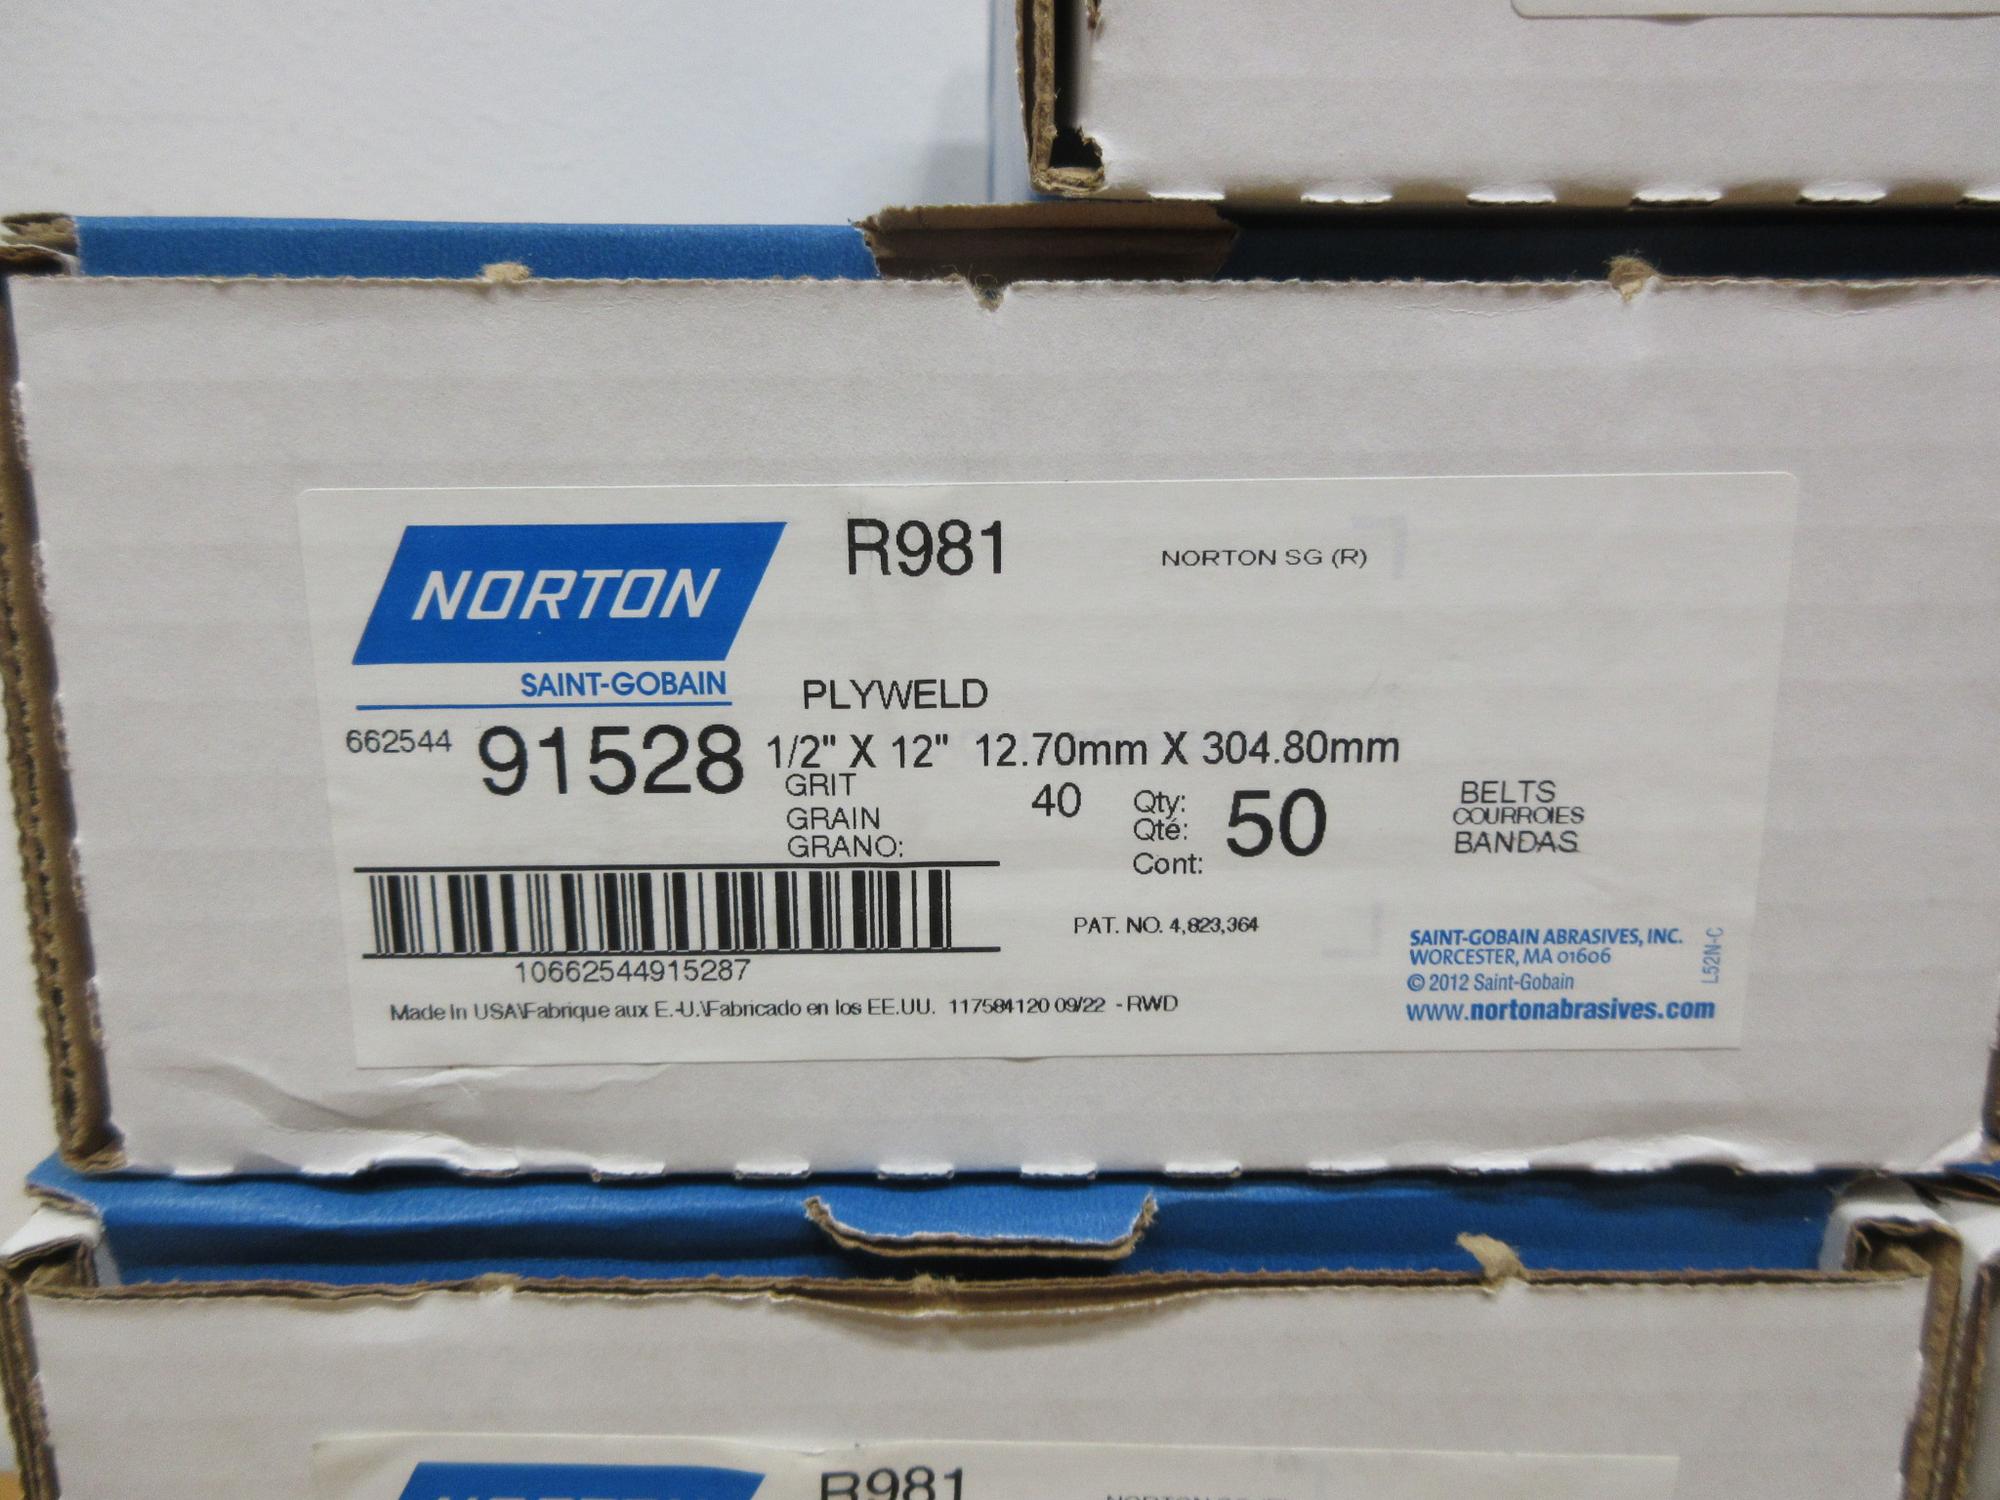 NORTON
SAINT-GOBAIN
R981
NORTON SG (R)
PLYWELD
662544 91528 1/2" X 12" 12.70mm X 304.80mm
GRIT
GRAIN
GRANO:
40
Qty:
Qté:
Cont:
50
BELTS
COURROIES
BANDAS
10662544915287
PAT. NO. 4,823,364
Made In USA\Fabrique aux E.-U.\Fabricado en los EE.UU. 117584120 09/22 - RWD
SAINT-GOBAIN ABRASIVES, INC.
WORCESTER, MA 01606
© 2012 Saint-Gobain
www.nortonabrasives.com
L52N-C
R981